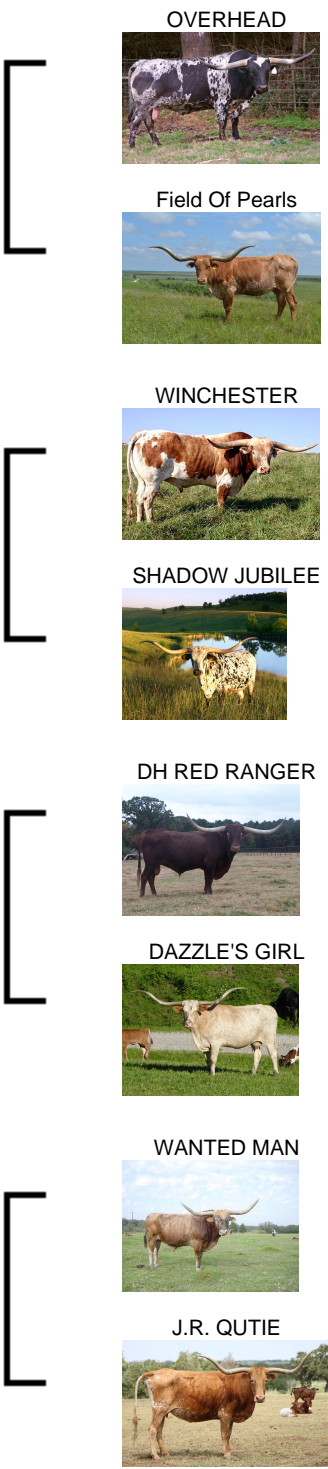 OVERHEAD
Field Of Pearls
WINCHESTER
SHADOW JUBILEE
DH RED RANGER
DAZZLE'S GIRL
WANTED MAN
J.R. QUTIE